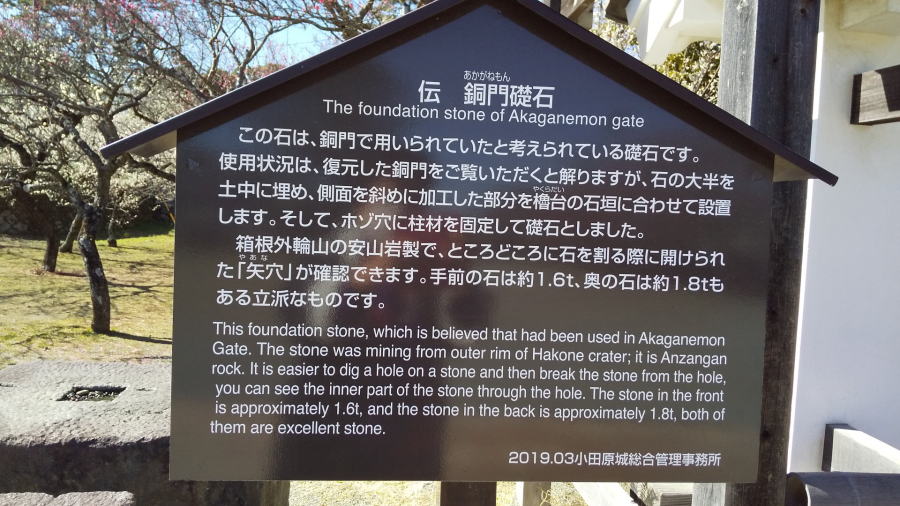 あかがねもん
伝 銅門礎石
The foundation stone of Akaganemon gate
この石は、銅門で用いられていたと考えられている礎石です。
使用状況は、復元した銅門をご覧いただくと解りますが、石の大半を
やぐらだい
土中に埋め、側面を斜めに加工した部分を櫓台の石垣に合わせて設置
します。そして、ホゾ穴に柱材を固定して礎石としました。
箱根外輪山の安山岩製で、ところどころに石を割る際に開けられ
やあな
た「矢穴」が確認できます。手前の石は約1.6t、奥の石は約1.8tも
ある立派なものです。
This foundation stone, which is believed that had been used in Akaganemon
Gate. The stone was mining from outer rim of Hakone crater; it is Anzangan
rock. It is easier to dig a hole on a stone and then break the stone from the hole,
you can see the inner part of the stone through the hole. The stone in the front
is approximately 1.6t, and the stone in the back is approximately 1.8t, both of
them are excellent stone.
2019.03小田原城総合管理事務所